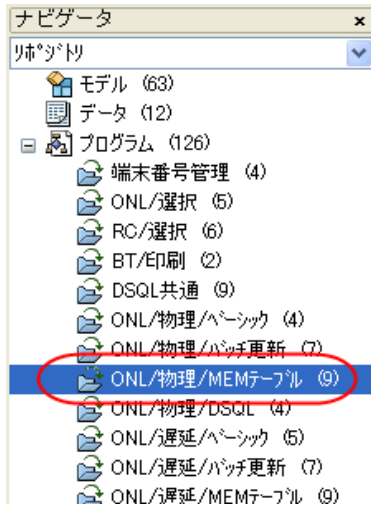 ナビゲータ
ﾘﾎﾟｼﾞﾄﾘ
モデル (63)
データ (12)
プログラム (126)
端末番号管理 (4)
ONL/選択 (5)
RC/選択 (6)
BT/印刷 (2)
DSQL共通 (9)
ONL/物理/ﾍﾞｰｼｯｸ (4)
ONL/物理/ﾊﾞｯﾁ更新 (7)
ONL/物理/MEMﾃｰﾌﾞﾙ (9)
ONL/物理/DSQL (4)
ONL/遅延/ﾍﾞｰｼｯｸ (5)
ONL/遅延/ﾊﾞｯﾁ更新 (7)
ONL/遅延/MEMﾃｰﾌﾞﾙ (9)